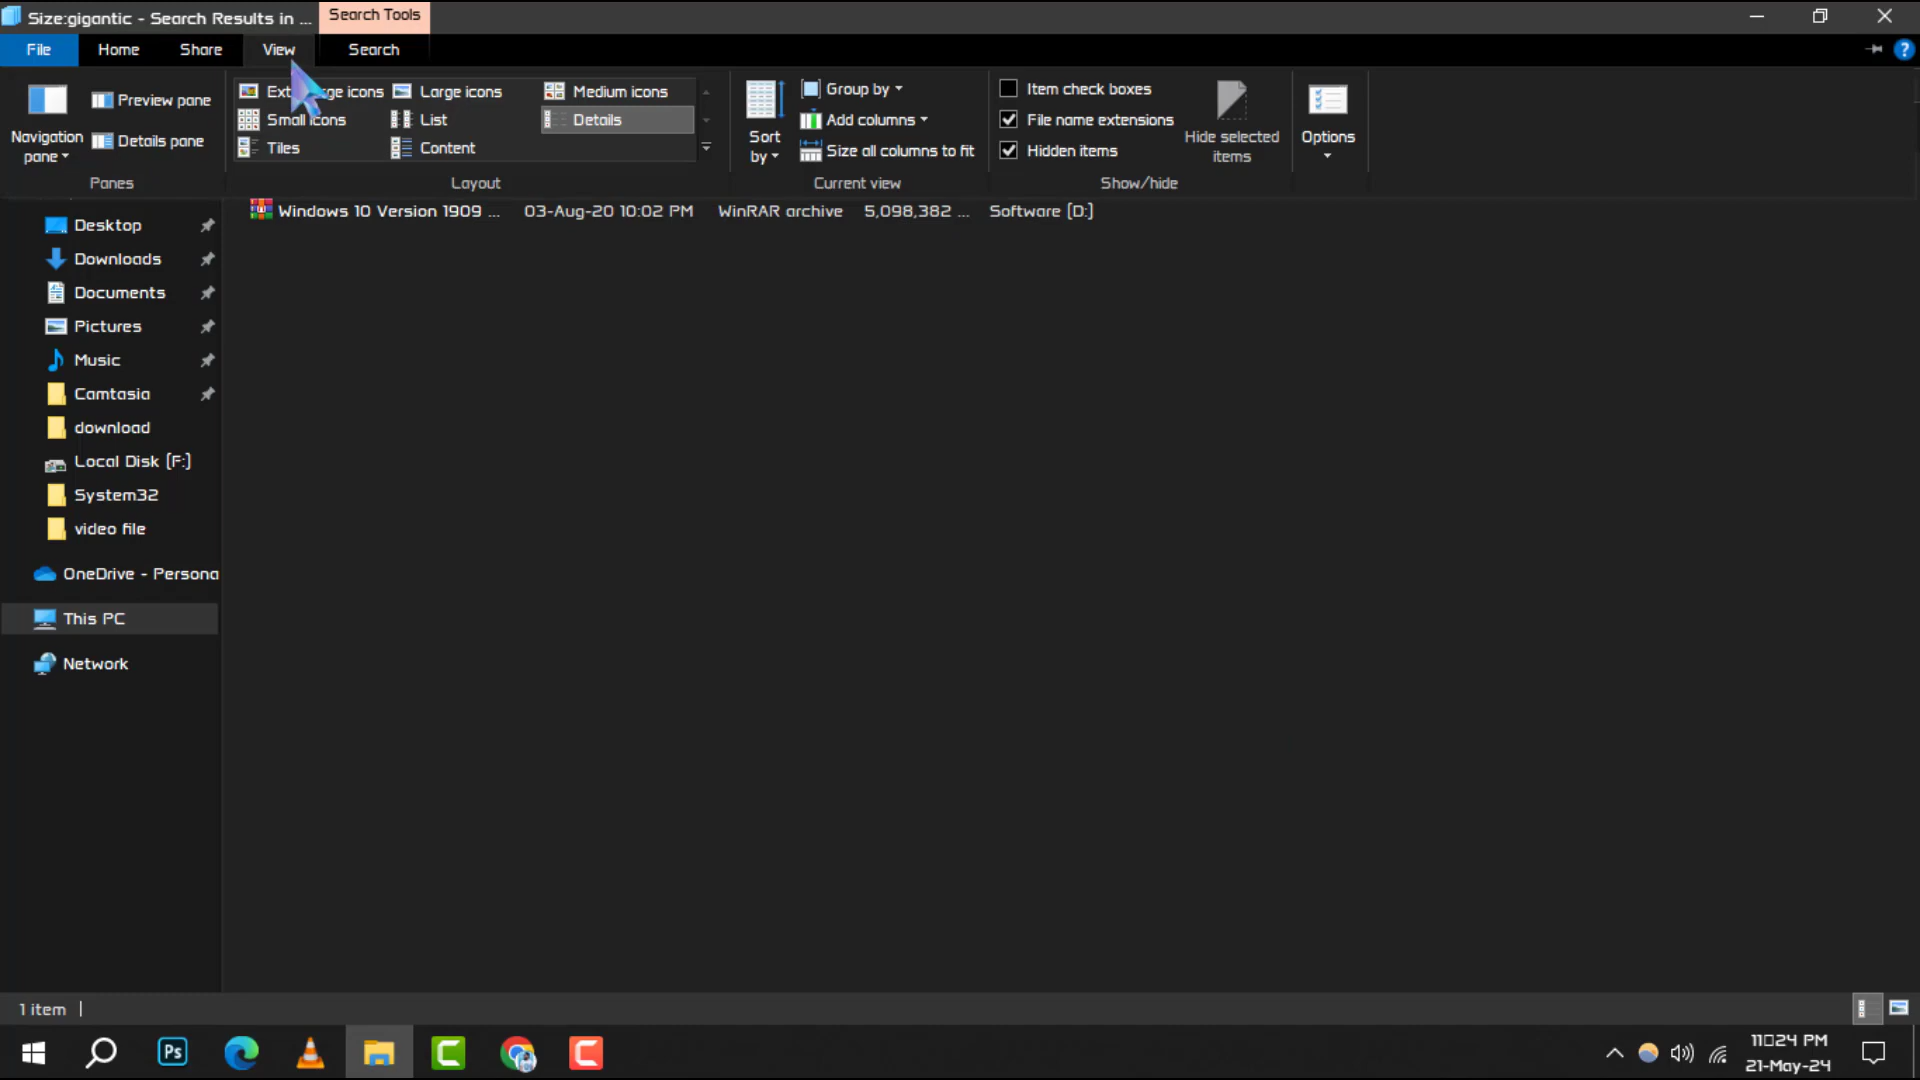 Size:gigantic - Search Results in ...
Search Tools
File
Home
Share
View
Search
Navigation
pane
Preview pane
Details pane
Panes
Extra large icons
Large icons
Medium icons
Small icons
List
Details
Tiles
Content
Layout
Sort
by
Group by
Add columns
Size all columns to fit
Current view
Item check boxes
File name extensions
Hidden items
Hide selected
items
Show/hide
Options
Windows 10 Version 1909 ...
03-Aug-20 10:02 PM
WinRAR archive
5,098,382 ...
Software (D:)
Desktop
Downloads
Documents
Pictures
Music
Camtasia
download
Local Disk (F:)
System32
video file
OneDrive - Persona
This PC
Network
1 item
Ps
11□24 PM
21-May-24